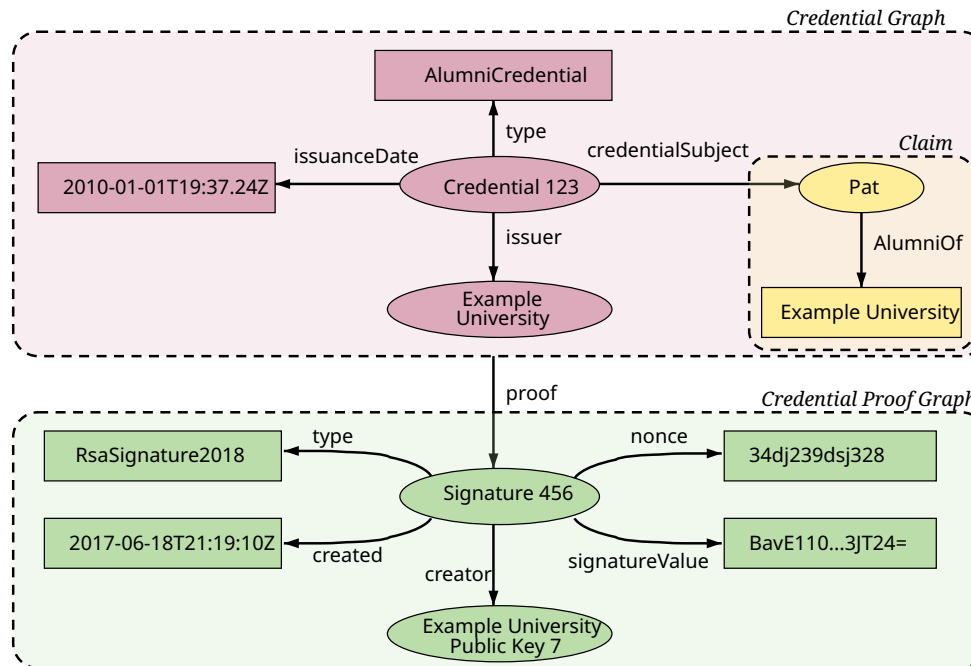 Credential Graph
AlumniCredential
type
issuanceDate
credentialSubject
Claim
2010-01-01T19:37.24Z
Credential 123
Pat
issuer
AlumniOf
Example
University
Example University
proof
Credential Proof Graph
type
nonce
RsaSignature2018
34dj239dsj328
Signature 456
2017-06-18T21:19:10Z
BavE110...3JT24=
created
signatureValue
creator
Example University
Public Key 7